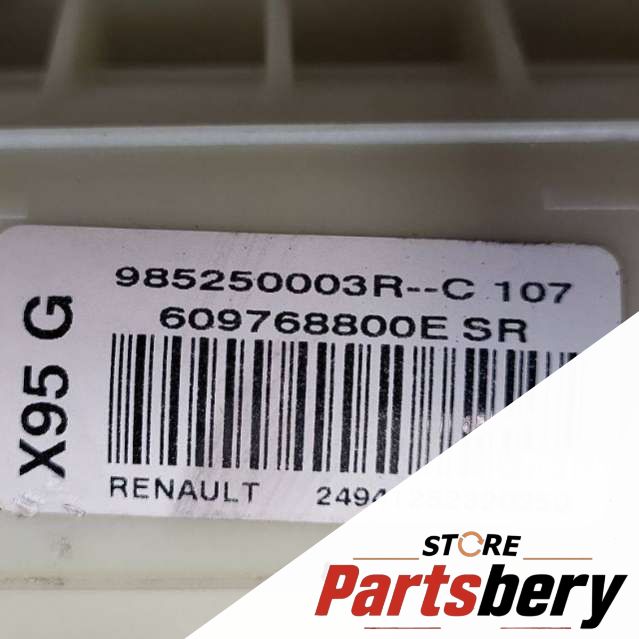 985250003R--C 107
609768800E SR
X95 G
RENAULT
STORE
Partsbery